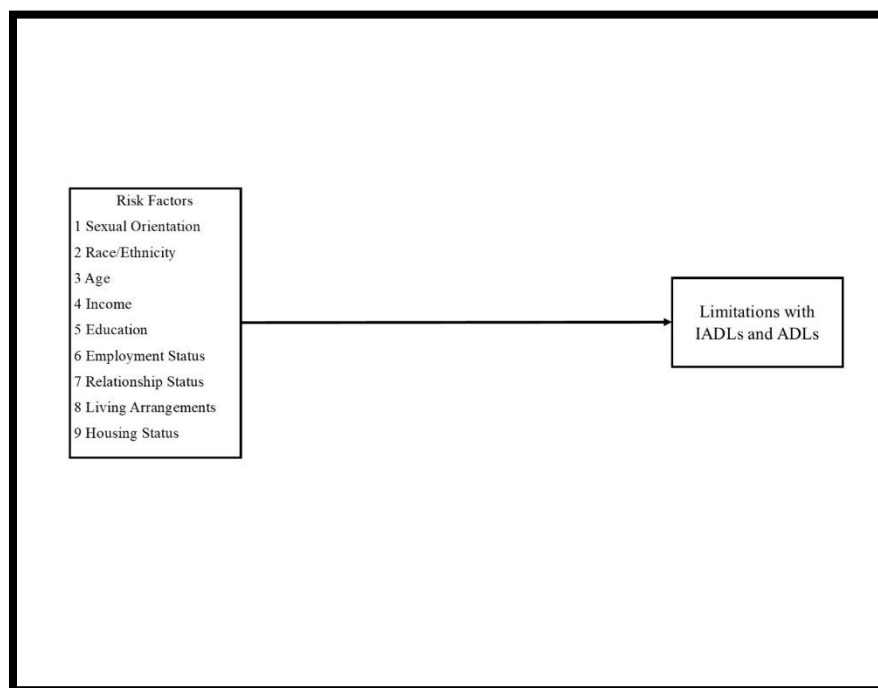 Risk Factors
1 Sexual Orientation
2 Race/Ethnicity
3 Age
4 Income
5 Education
6 Employment Status
7 Relationship Status
8 Living Arrangements
9 Housing Status
Limitations with
IADLs and ADLs